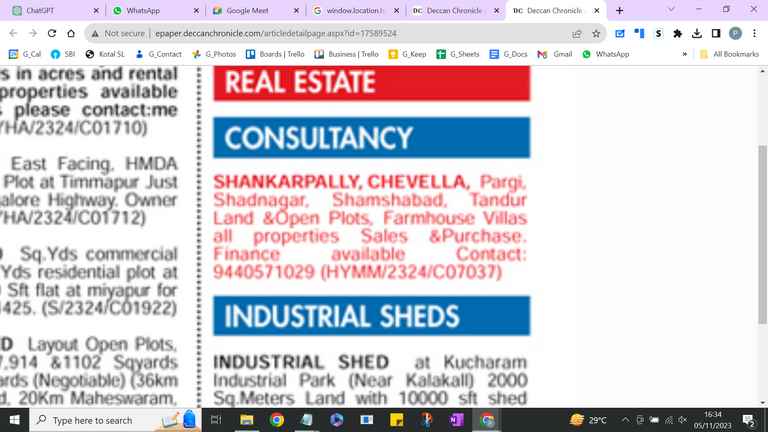 ChatGPT
WhatsApp
Google Meet
window.location.h
Deccan Chronicle
Deccan Chronicle
Not secure | epaper.deccanchronicle.com/articledetailpage.aspx?id=17589524
G_Cal
SBI
Kotal SL
G_Contact
G_Photos
Boards | Trello
Business | Trello
G_Keep
G_Sheets
G_Docs
Gmail
WhatsApp
All Bookmarks
s in acres and rental
properties available
s please contact:me
YHA/2324/C01710)
East Facing, HMDA
Plot at Timmapur Just
alore Highway. Owner
YHA/2324/C01712)
Sq.Yds commercial
Yds residential plot at
Sft flat at miyapur for
1425. (S/2324/C01922)
D Layout Open Plots,
7,914 &1102 Sqyards
ards (Negotiable) (36km
d, 20Km Maheswaram,
REAL ESTATE
CONSULTANCY
SHANKARPALLY, CHEVELLA, Pargi,
Shadnagar, Shamshabad, Tandur
Land &Open Plots, Farmhouse Villas
all properties Sales &Purchase.
Finance available Contact:
9440571029 (HYMM/2324/C07037)
INDUSTRIAL SHEDS
INDUSTRIAL SHED at Kucharam
Industrial Park (Near Kalakall) 2000
Sq.Meters Land with 10000 sft shed
Type here to search
29°C
16:34
05/11/2023